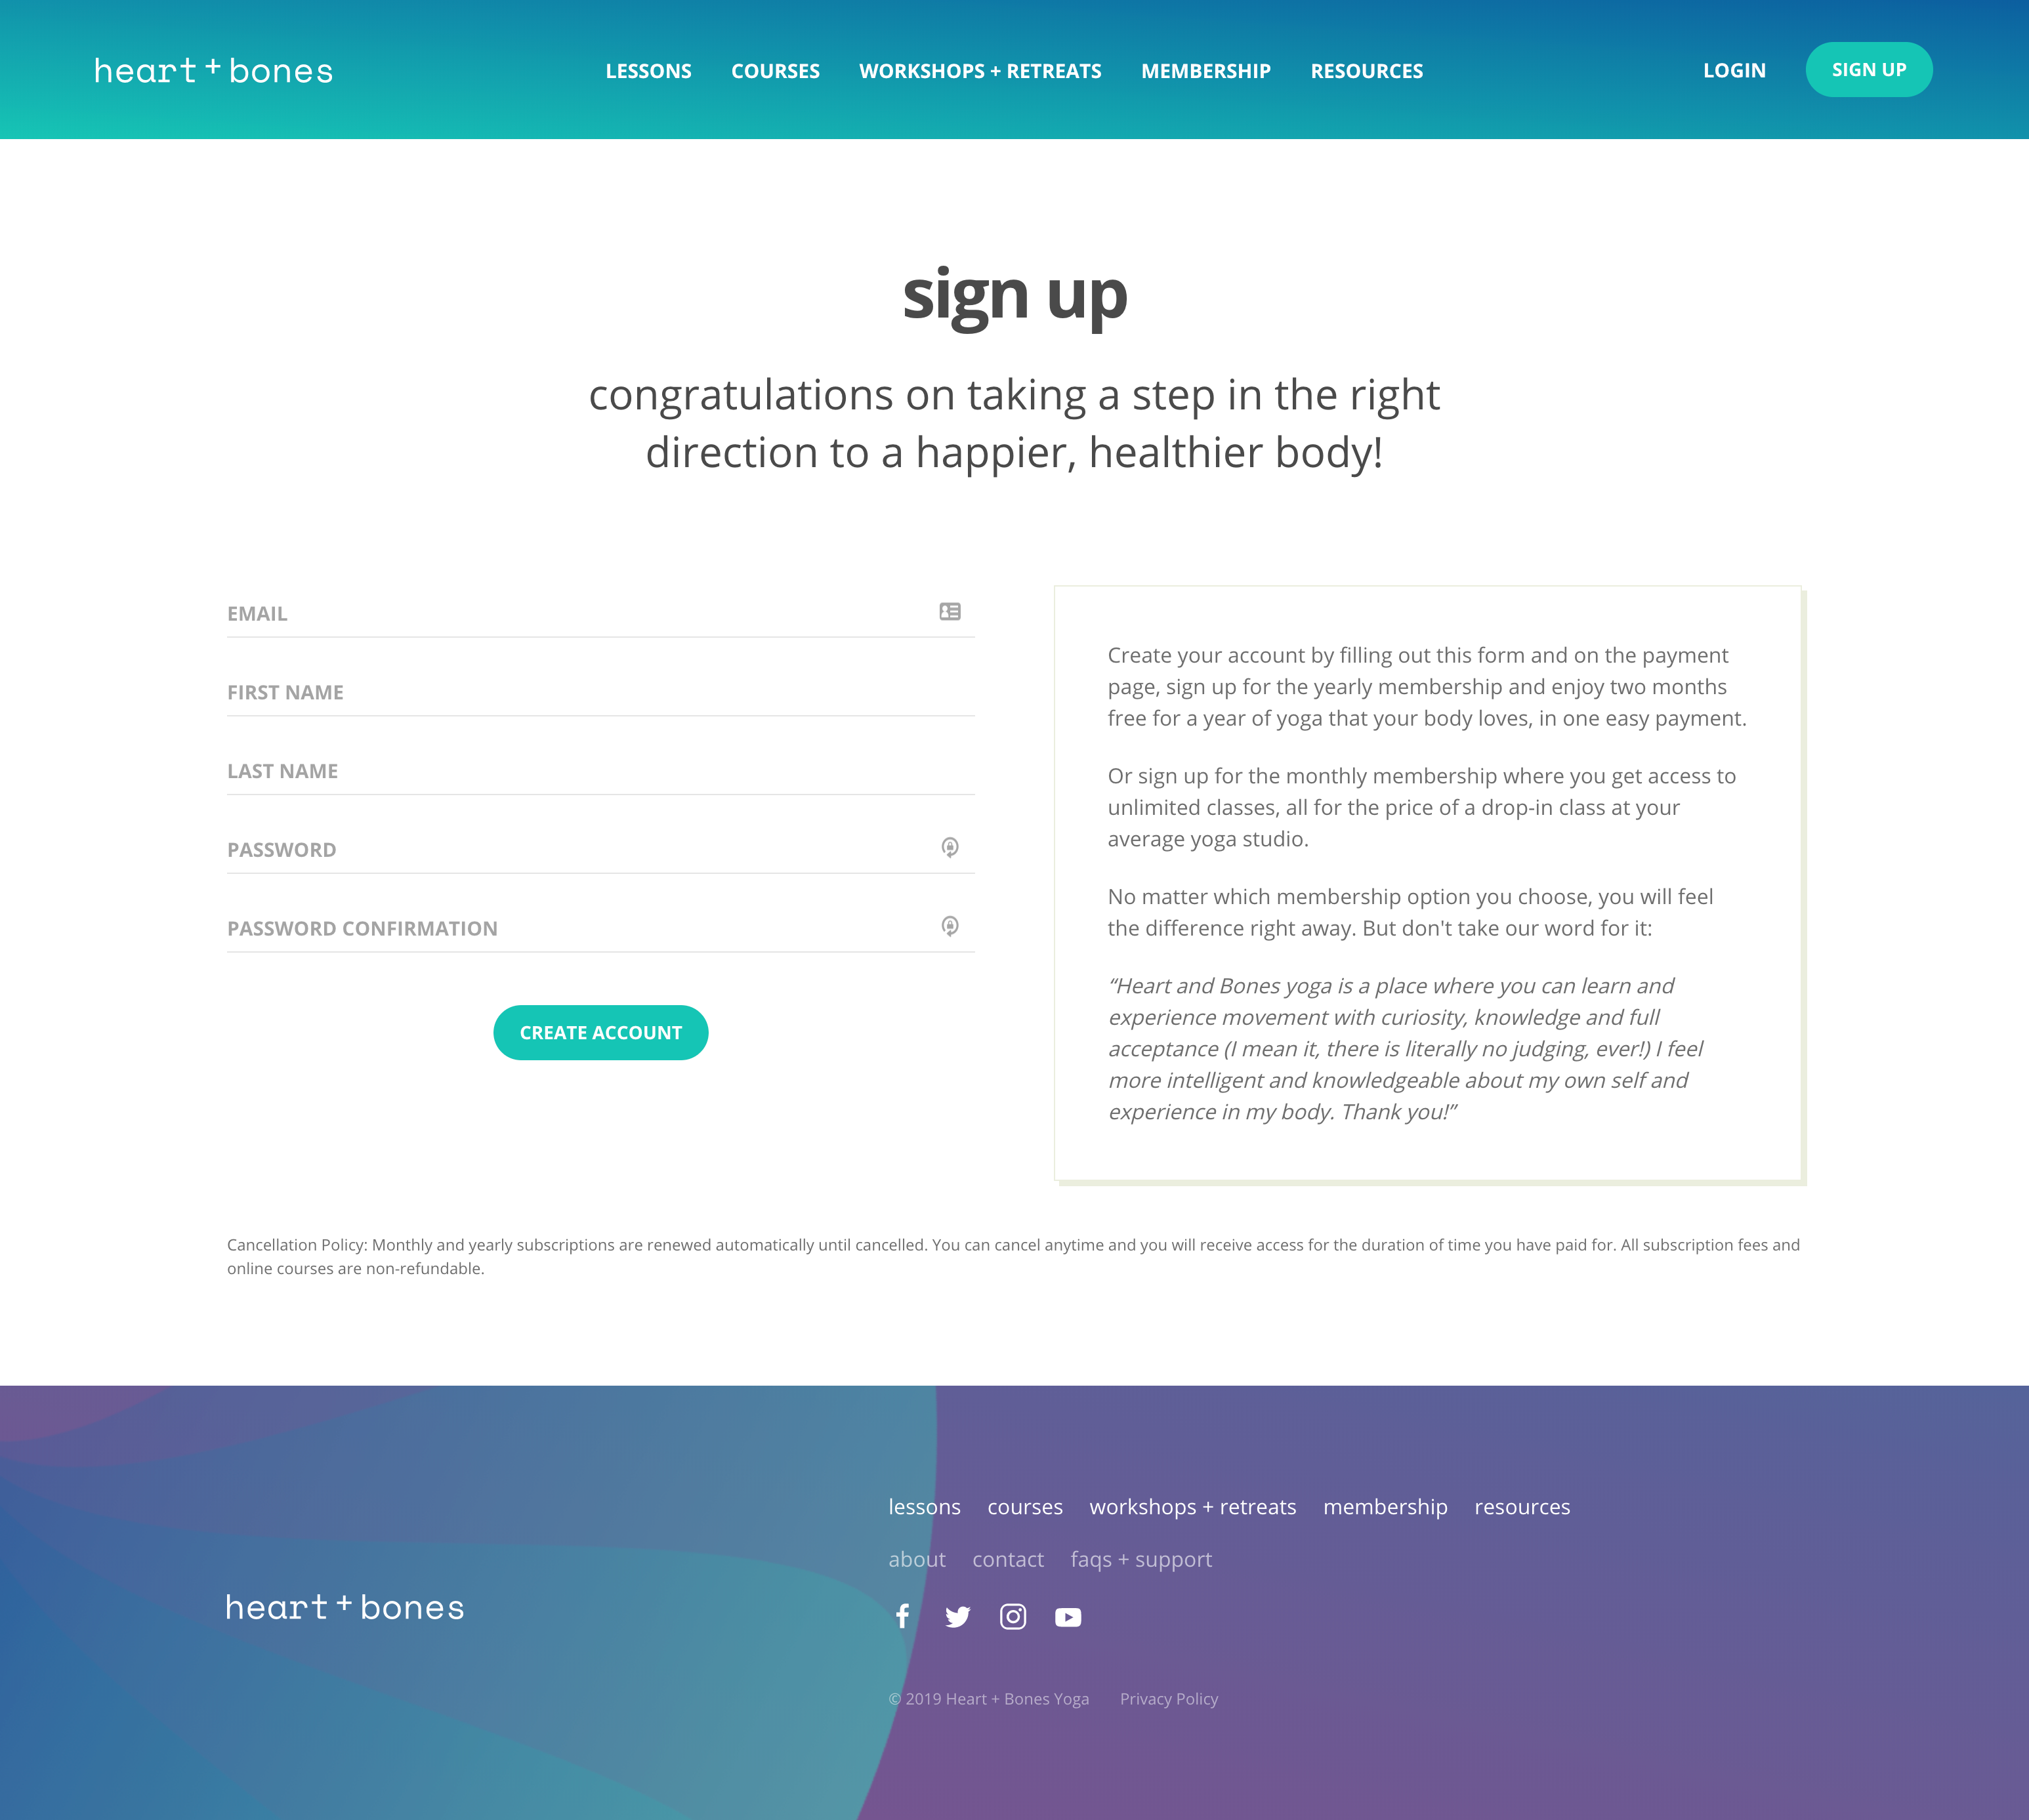 heart + bones
LESSONS COURSES WORKSHOPS + RETREATS MEMBERSHIP RESOURCES
LOGIN SIGN UP
sign up
congratulations on taking a step in the right
direction to a happier, healthier body!
EMAIL
FIRST NAME
LAST NAME
PASSWORD
PASSWORD CONFIRMATION
CREATE ACCOUNT
Create your account by filling out this form and on the payment
page, sign up for the yearly membership and enjoy two months
free for a year of yoga that your body loves, in one easy payment.
Or sign up for the monthly membership where you get access to
unlimited classes, all for the price of a drop-in class at your
average yoga studio.
No matter which membership option you choose, you will feel
the difference right away. But don't take our word for it:
“Heart and Bones yoga is a place where you can learn and
experience movement with curiosity, knowledge and full
acceptance (I mean it, there is literally no judging, ever!) I feel
more intelligent and knowledgeable about my own self and
experience in my body. Thank you!”
Cancellation Policy: Monthly and yearly subscriptions are renewed automatically until cancelled. You can cancel anytime and you will receive access for the duration of time you have paid for. All subscription fees and
online courses are non-refundable.
heart + bones
lessons courses workshops + retreats membership resources
about contact faqs + support
© 2019 Heart + Bones Yoga Privacy Policy